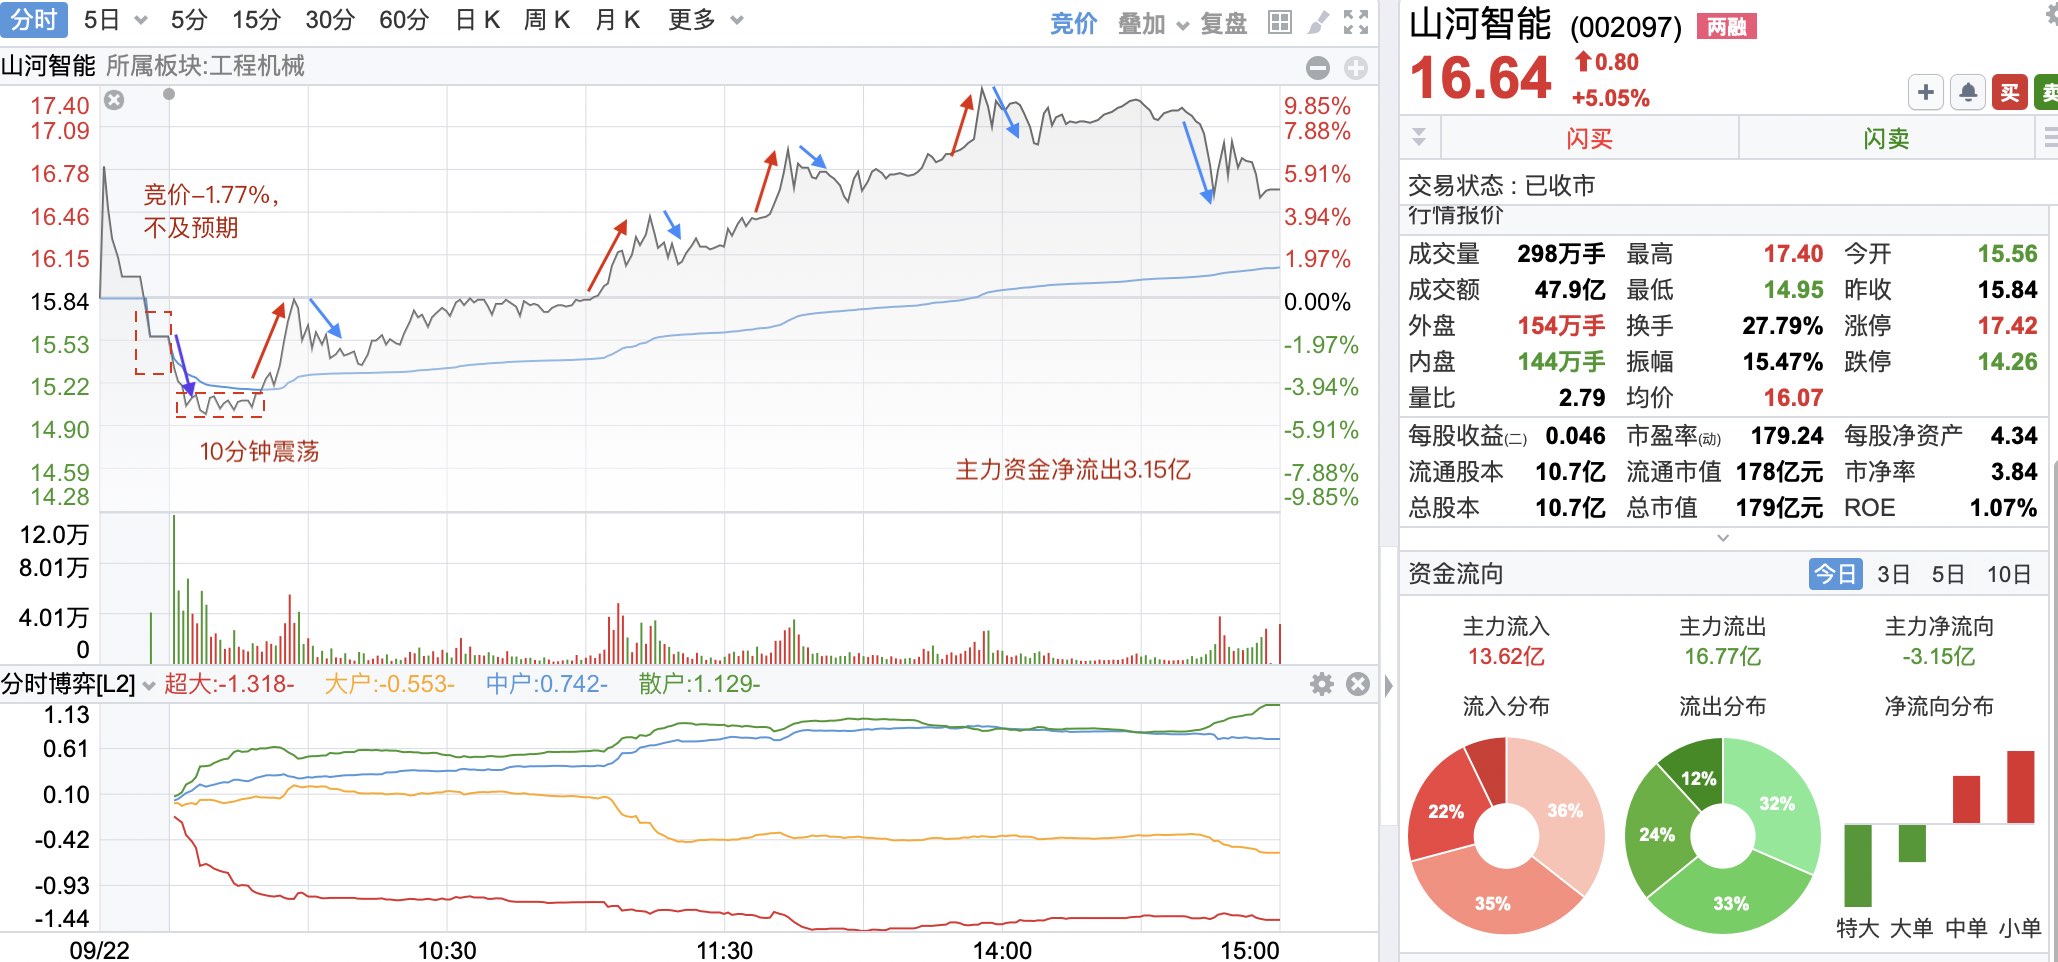 分时 5日 5分 15分 30分 60分 日K 周K 月K 更多 竞价 叠加 复盘
山河智能 所属板块:工程机械
17.40 9.85%
17.09 7.88%
16.78 5.91%
16.46 3.94%
16.15 1.97%
15.84 0.00%
15.53 -1.97%
15.22 -3.94%
14.90 -5.91%
14.59 -7.88%
14.28 -9.85%
竞价-1.77%，
不及预期
10分钟震荡
主力资金净流出3.15亿
12.0万
8.01万
4.01万
0
分时博弈[L2] 超大:-1.318- 大户:-0.553- 中户:0.742- 散户:1.129-
1.13
0.61
0.10
-0.42
-0.93
-1.44
09/22 10:30 11:30 14:00 15:00
山河智能 (002097) 两融
16.64 0.80
+5.05%
买 卖
闪买 闪卖
交易状态 : 已收市
行情报价
成交量 298万手 最高 17.40 今开 15.56
成交额 47.9亿 最低 14.95 昨收 15.84
外盘 154万手 换手 27.79% 涨停 17.42
内盘 144万手 振幅 15.47% 跌停 14.26
量比 2.79 均价 16.07
每股收益(二) 0.046 市盈率(动) 179.24 每股净资产 4.34
流通股本 10.7亿 流通市值 178亿元 市净率 3.84
总股本 10.7亿 总市值 179亿元 ROE 1.07%
资金流向 今日 3日 5日 10日
主力流入 主力流出 主力净流向
13.62亿 16.77亿 -3.15亿
流入分布 流出分布 净流向分布
22% 36% 35%
12% 32% 24% 33%
特大 大单 中单 小单